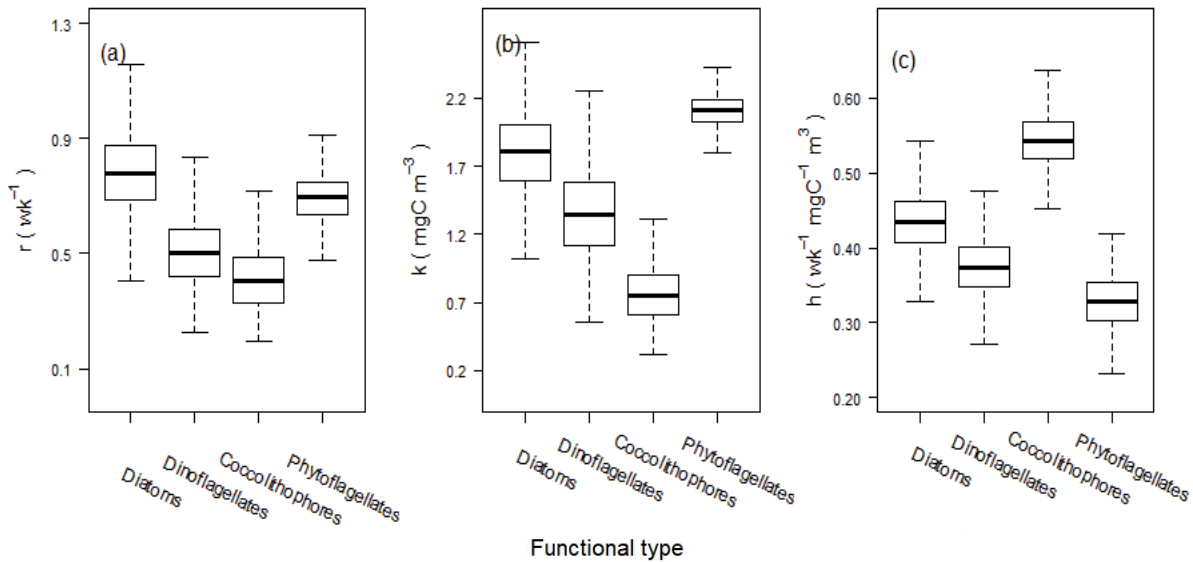 (a)
r ( wk⁻¹ )
1.3
0.9
0.5
0.1
Diatoms
Dinoflagellates
Coccolithophores
Phytoflagellates
(b)
k ( mgC m⁻³ )
2.2
1.7
1.2
0.7
0.2
Diatoms
Dinoflagellates
Coccolithophores
Phytoflagellates
(c)
h ( wk⁻¹ mgC⁻¹ m³ )
0.60
0.50
0.40
0.30
0.20
Diatoms
Dinoflagellates
Coccolithophores
Phytoflagellates
Functional type